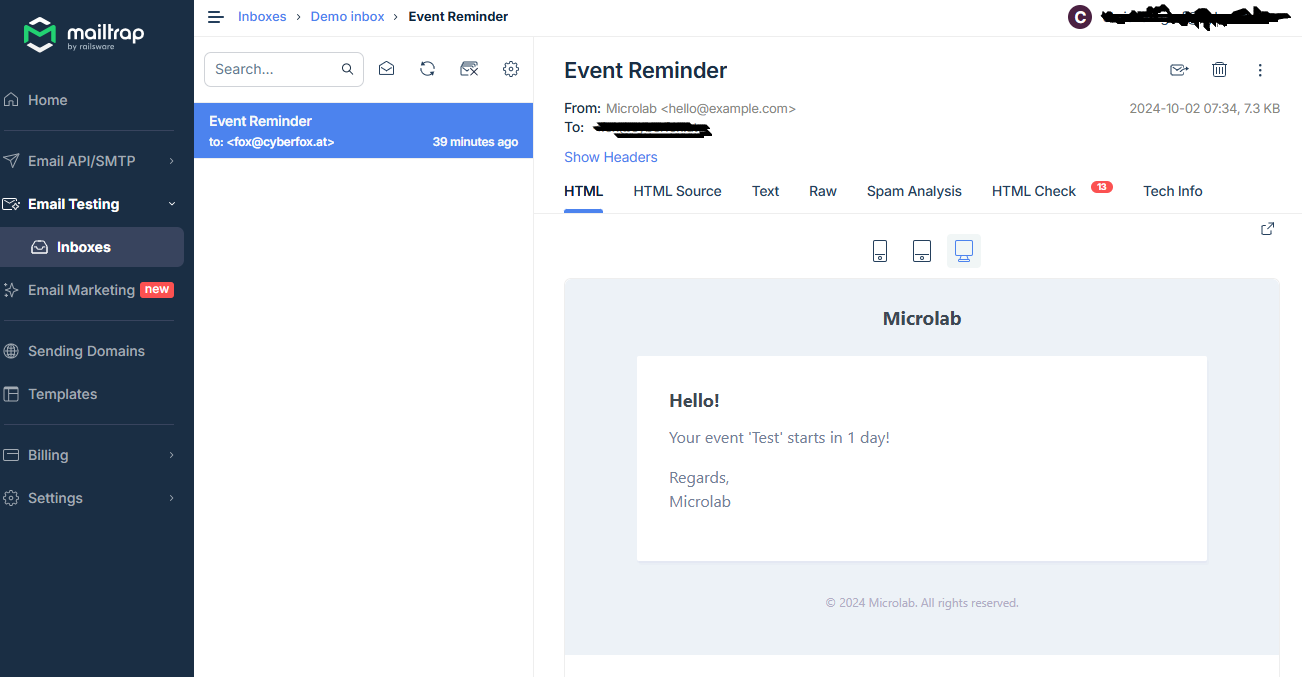 mailtrap
by railsware
Home
Email API/SMTP
Email Testing
Inboxes
Email Marketing new
Sending Domains
Templates
Billing
Settings
Inboxes › Demo inbox › Event Reminder
C
Search...
Event Reminder
to: <fox@cyberfox.at> 39 minutes ago
Event Reminder
From: Microlab <hello@example.com> 2024-10-02 07:34, 7.3 KB
To:
Show Headers
HTML HTML Source Text Raw Spam Analysis HTML Check 13 Tech Info
Microlab
Hello!
Your event 'Test' starts in 1 day!
Regards,
Microlab
© 2024 Microlab. All rights reserved.